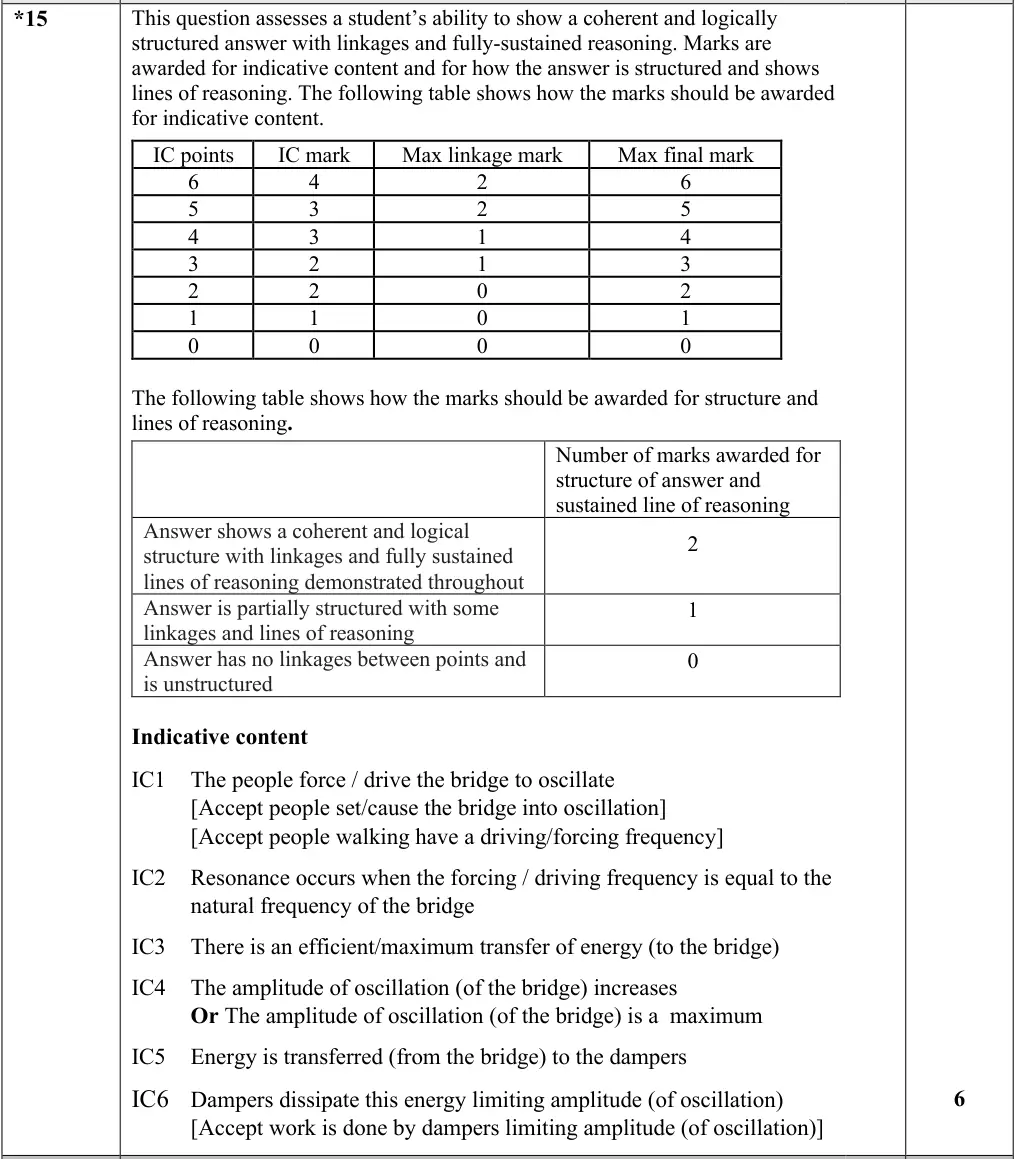 *15
This question assesses a student’s ability to show a coherent and logically
structured answer with linkages and fully-sustained reasoning. Marks are
awarded for indicative content and for how the answer is structured and shows
lines of reasoning. The following table shows how the marks should be awarded
for indicative content.
IC points IC mark Max linkage mark Max final mark
6 4 2 6
5 3 2 5
4 3 1 4
3 2 1 3
2 2 0 2
1 1 0 1
0 0 0 0
The following table shows how the marks should be awarded for structure and
lines of reasoning.
Number of marks awarded for
structure of answer and
sustained line of reasoning
Answer shows a coherent and logical
structure with linkages and fully sustained
lines of reasoning demonstrated throughout
2
Answer is partially structured with some
linkages and lines of reasoning
1
Answer has no linkages between points and
is unstructured
0
Indicative content
IC1 The people force / drive the bridge to oscillate
[Accept people set/cause the bridge into oscillation]
[Accept people walking have a driving/forcing frequency]
IC2 Resonance occurs when the forcing / driving frequency is equal to the
natural frequency of the bridge
IC3 There is an efficient/maximum transfer of energy (to the bridge)
IC4 The amplitude of oscillation (of the bridge) increases
Or The amplitude of oscillation (of the bridge) is a maximum
IC5 Energy is transferred (from the bridge) to the dampers
IC6 Dampers dissipate this energy limiting amplitude (of oscillation)
[Accept work is done by dampers limiting amplitude (of oscillation)]
6